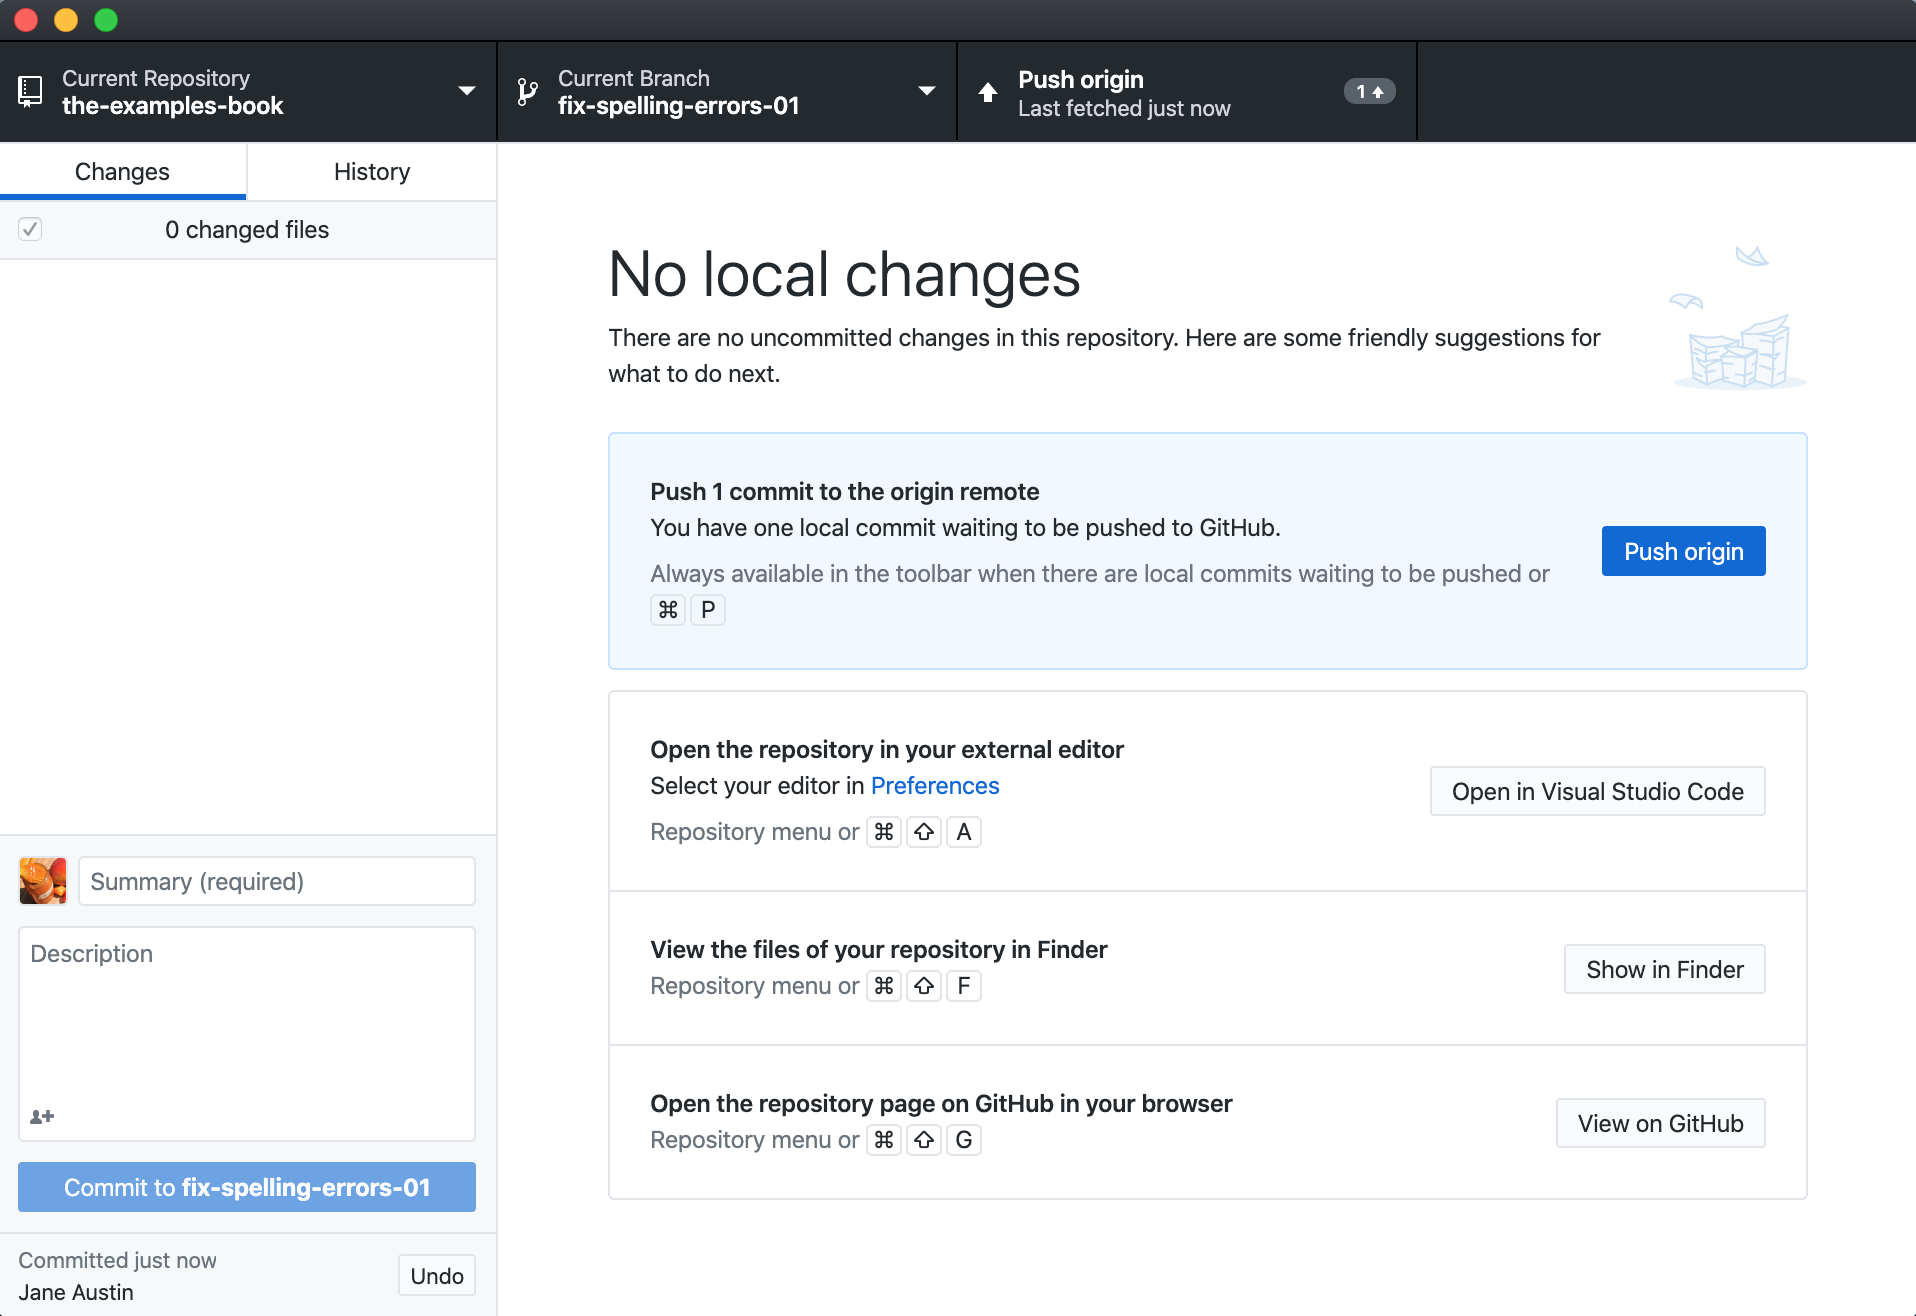 Current Repository
the-examples-book
Current Branch
fix-spelling-errors-01
Push origin
Last fetched just now
1
Changes
History
0 changed files
No local changes
There are no uncommitted changes in this repository. Here are some friendly suggestions for
what to do next.
Push 1 commit to the origin remote
You have one local commit waiting to be pushed to GitHub.
Always available in the toolbar when there are local commits waiting to be pushed or
⌘ P
Push origin
Open the repository in your external editor
Select your editor in Preferences
Repository menu or ⌘ ⇧ A
Open in Visual Studio Code
View the files of your repository in Finder
Repository menu or ⌘ ⇧ F
Show in Finder
Open the repository page on GitHub in your browser
Repository menu or ⌘ ⇧ G
View on GitHub
Summary (required)
Description
Commit to fix-spelling-errors-01
Committed just now
Jane Austin
Undo